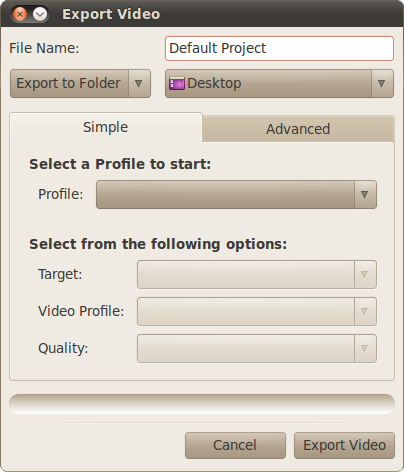 Export Video
File Name: Default Project
Export to Folder Desktop
Simple Advanced
Select a Profile to start:
Profile:
Select from the following options:
Target:
Video Profile:
Quality:
Cancel Export Video